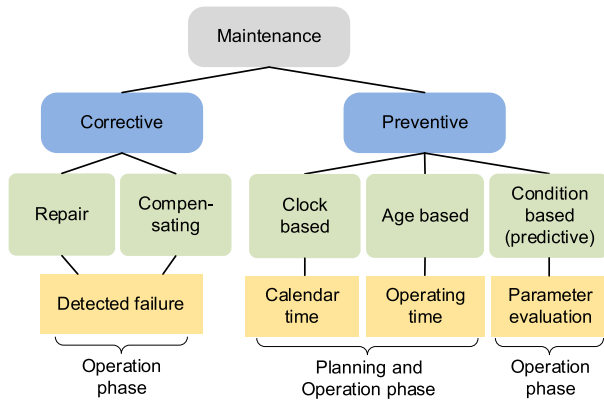 Maintenance
Corrective
Preventive
Repair
Compen-
sating
Clock
based
Age based
Condition
based
(predictive)
Detected failure
Calendar
time
Operating
time
Parameter
evaluation
Operation
phase
Planning and
Operation phase
Operation
phase